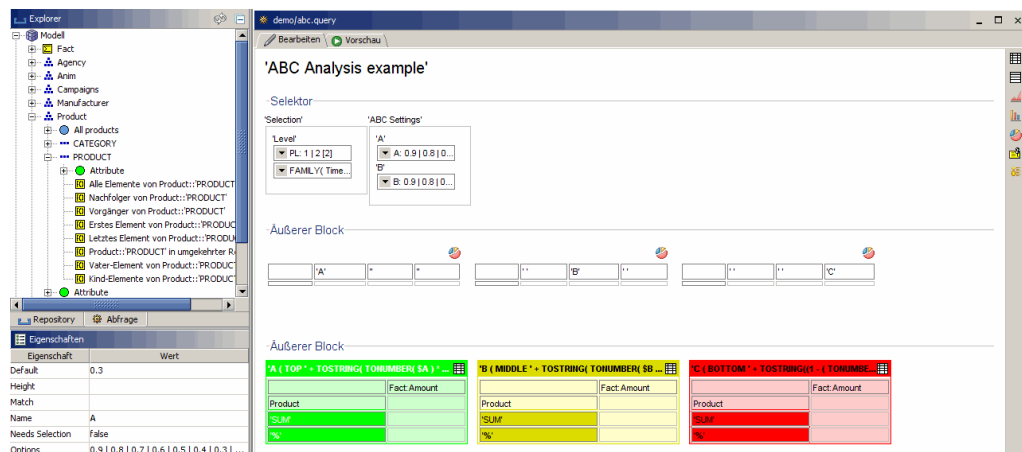 Explorer
Modell
Fact
Agency
Anim
Campaigns
Manufacturer
Product
All products
CATEGORY
PRODUCT
Attribute
Alle Elemente von Product::'PRODUCT
Nachfolger von Product::'PRODUCT'
Vorgänger von Product::'PRODUCT'
Erstes Element von Product::'PRODUC
Letztes Element von Product::'PRODU
Product::'PRODUCT' in umgekehrter R
Vater-Element von Product::'PRODUC
Kind-Elemente von Product::'PRODUC
Attribute
Repository
Abfrage
Eigenschaften
Eigenschaft Wert
Default 0.3
Height
Match
Name A
Needs Selection false
Options 0.9 | 0.8 | 0.7 | 0.6 | 0.5 | 0.4 | 0.3 | ...
demo/abc.query
Bearbeiten Vorschau
'ABC Analysis example'
Selektor
'Selection' 'ABC Settings'
'Level' 'A'
PL: 1 | 2 [2] A: 0.9 | 0.8 | 0...
FAMILY( Time... 'B'
B: 0.9 | 0.8 | 0...
Äußerer Block
'A' '' '' ' ' 'B' ' ' ' ' ' ' 'C'
Äußerer Block
'A ( TOP ' + TOSTRING( TONUMBER( $A ) * ... 'B ( MIDDLE ' + TOSTRING( TONUMBER( $B ... 'C ( BOTTOM ' + TOSTRING((1 - ( TONUMBE...
Fact:Amount Fact:Amount Fact:Amount
Product Product Product
'SUM' 'SUM' 'SUM'
'%' '%' '%'